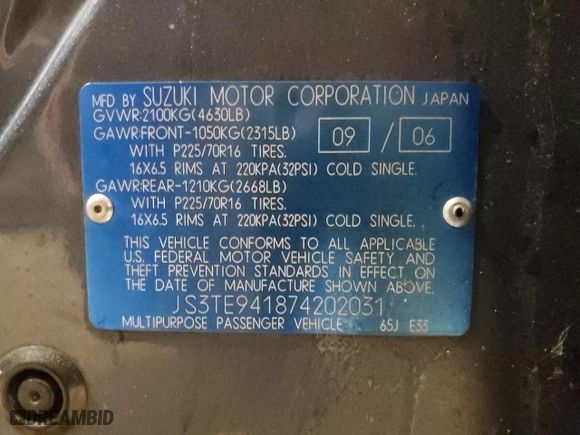 MFD BY SUZUKI MOTOR CORPORATION JAPAN
GVWR:2100KG(4630LB)
GAWR:FRONT-1050KG(2315LB) 09 / 06
WITH P225/70R16 TIRES.
16X6.5 RIMS AT 220KPA(32PSI) COLD SINGLE.
GAWR:REAR-1210KG(2668LB)
WITH P225/70R16 TIRES.
16X6.5 RIMS AT 220KPA(32PSI) COLD SINGLE.
THIS VEHICLE CONFORMS TO ALL APPLICABLE
U.S. FEDERAL MOTOR VEHICLE SAFETY AND
THEFT PREVENTION STANDARDS IN EFFECT ON
THE DATE OF MANUFACTURE SHOWN ABOVE.
JS3TE941874202031
MULTIPURPOSE PASSENGER VEHICLE 65J E33
DREAMBID